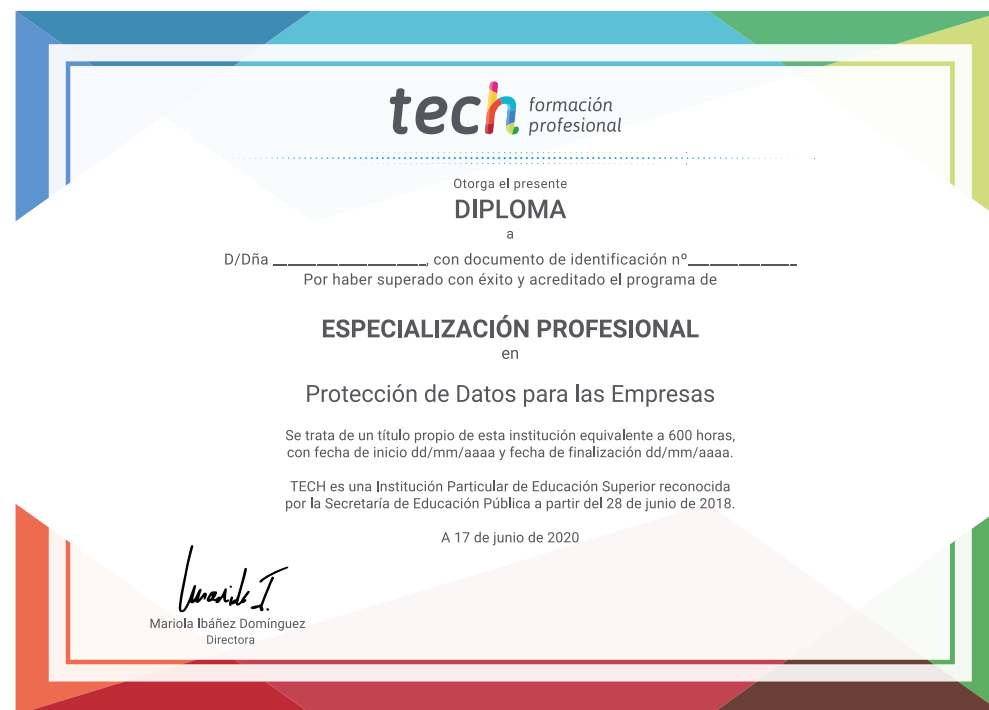 tech formación
profesional
Otorga el presente
DIPLOMA
a
D/Dña ____________________, con documento de identificación nº______________
Por haber superado con éxito y acreditado el programa de
ESPECIALIZACIÓN PROFESIONAL
en
Protección de Datos para las Empresas
Se trata de un título propio de esta institución equivalente a 600 horas,
con fecha de inicio dd/mm/aaaa y fecha de finalización dd/mm/aaaa.
TECH es una Institución Particular de Educación Superior reconocida
por la Secretaría de Educación Pública a partir del 28 de junio de 2018.
A 17 de junio de 2020
Mariola Ibáñez Domínguez
Directora